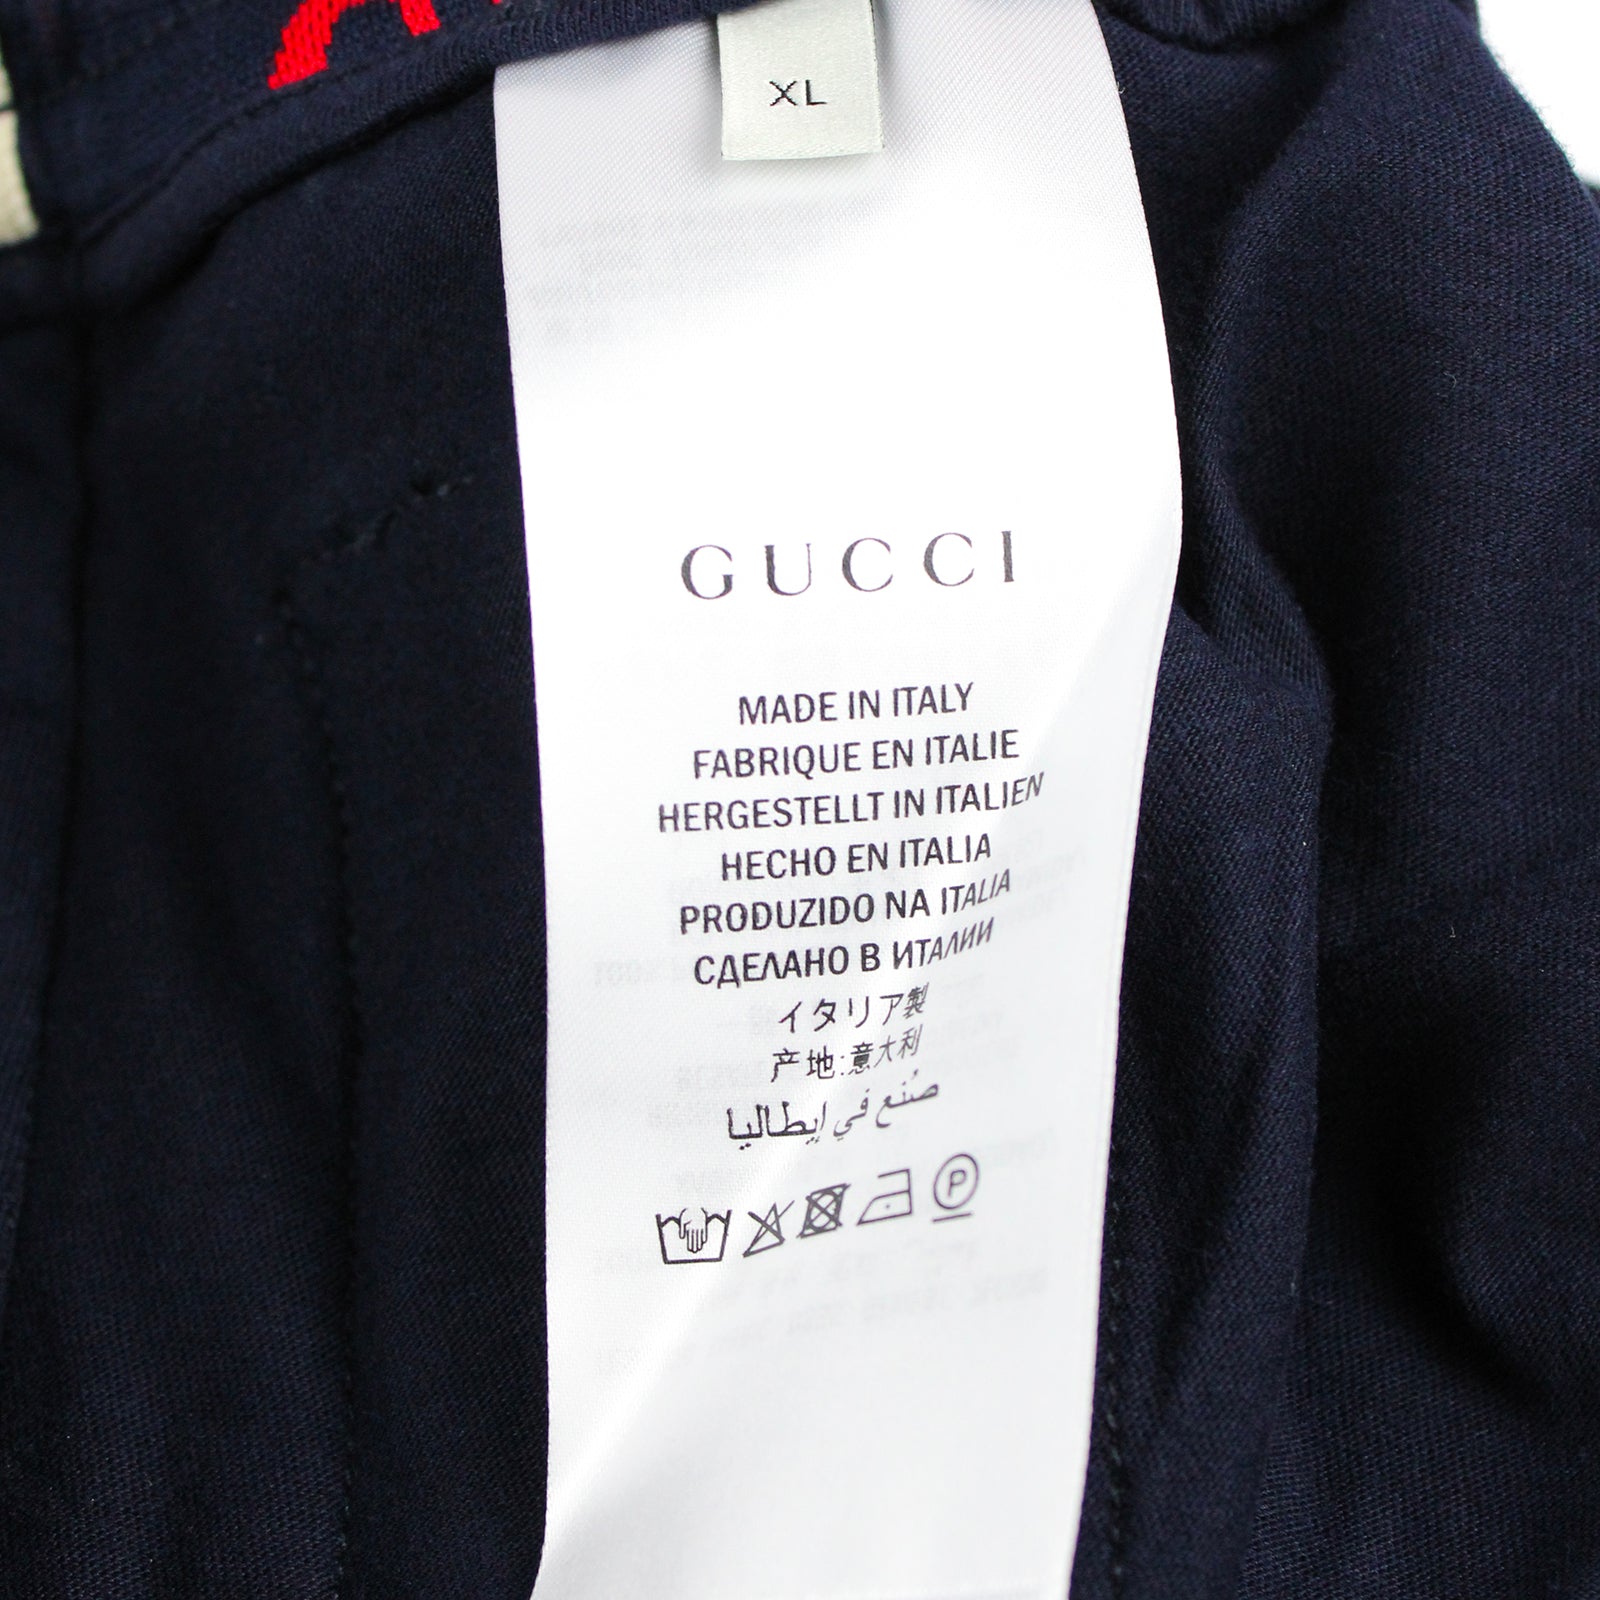 XL
GUCCI
MADE IN ITALY
FABRIQUE EN ITALIE
HERGESTELLT IN ITALIEN
HECHO EN ITALIA
PRODUZIDO NA ITALIA
СДЕЛАНО В ИТАЛИИ
イタリア製
产地:意大利
صُنع في إيطاليا
P